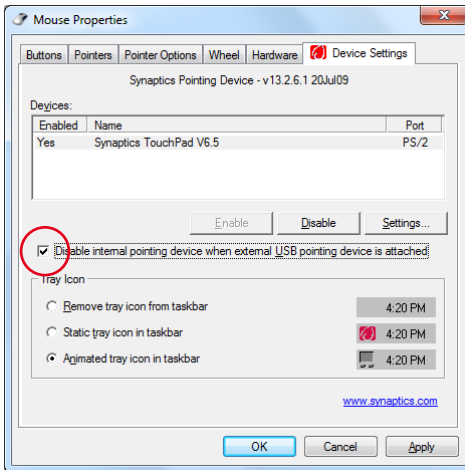 Mouse Properties
Buttons Pointers Pointer Options Wheel Hardware Device Settings
Synaptics Pointing Device - v13.2.6.1 20Jul09
Devices:
Enabled Name Port
Yes Synaptics TouchPad V6.5 PS/2
Enable Disable Settings...
Disable internal pointing device when external USB pointing device is attached
Tray Icon
Remove tray icon from taskbar 4:20 PM
Static tray icon in taskbar 4:20 PM
Animated tray icon in taskbar 4:20 PM
www.synaptics.com
OK Cancel Apply